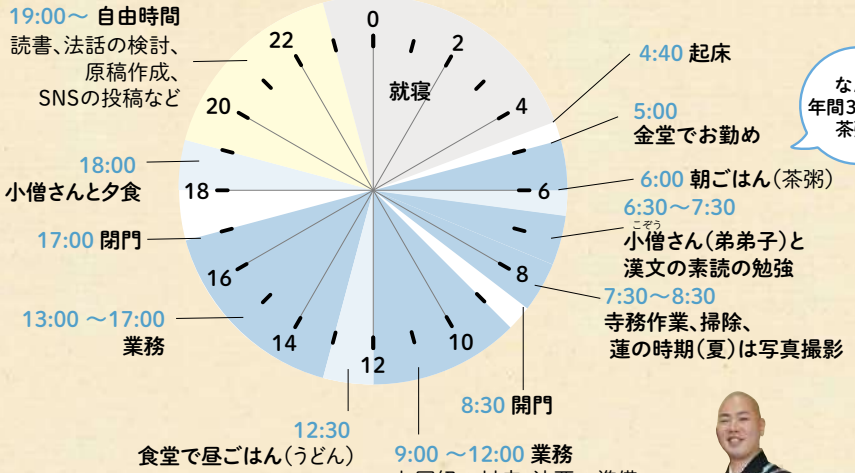 0
2
4
6
8
10
12
14
16
18
20
22
就寝
4:40 起床
5:00
金堂でお勤め
6:00 朝ごはん(茶粥)
6:30〜7:30
こぞう
小僧さん(弟弟子)と
漢文の素読の勉強
7:30〜8:30
寺務作業、掃除、
蓮の時期(夏)は写真撮影
8:30 開門
9:00 〜12:00 業務
12:30
食堂で昼ごはん(うどん)
13:00 〜17:00
業務
17:00 閉門
18:00
小僧さんと夕食
19:00〜 自由時間
読書、法話の検討、
原稿作成、
SNSの投稿など
な
年間3
茶